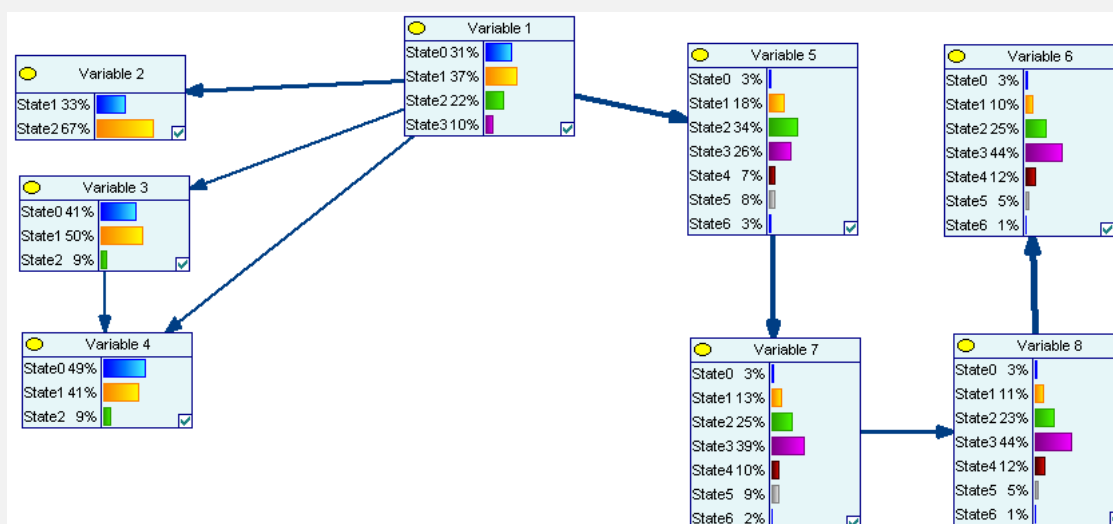 Variable 1
State0 31%
State1 37%
State2 22%
State3 10%
Variable 2
State1 33%
State2 67%
Variable 3
State0 41%
State1 50%
State2 9%
Variable 4
State0 49%
State1 41%
State2 9%
Variable 5
State0 3%
State1 18%
State2 34%
State3 26%
State4 7%
State5 8%
State6 3%
Variable 6
State0 3%
State1 10%
State2 25%
State3 44%
State4 12%
State5 5%
State6 1%
Variable 7
State0 3%
State1 13%
State2 25%
State3 39%
State4 10%
State5 9%
State6 2%
Variable 8
State0 3%
State1 11%
State2 23%
State3 44%
State4 12%
State5 5%
State6 1%